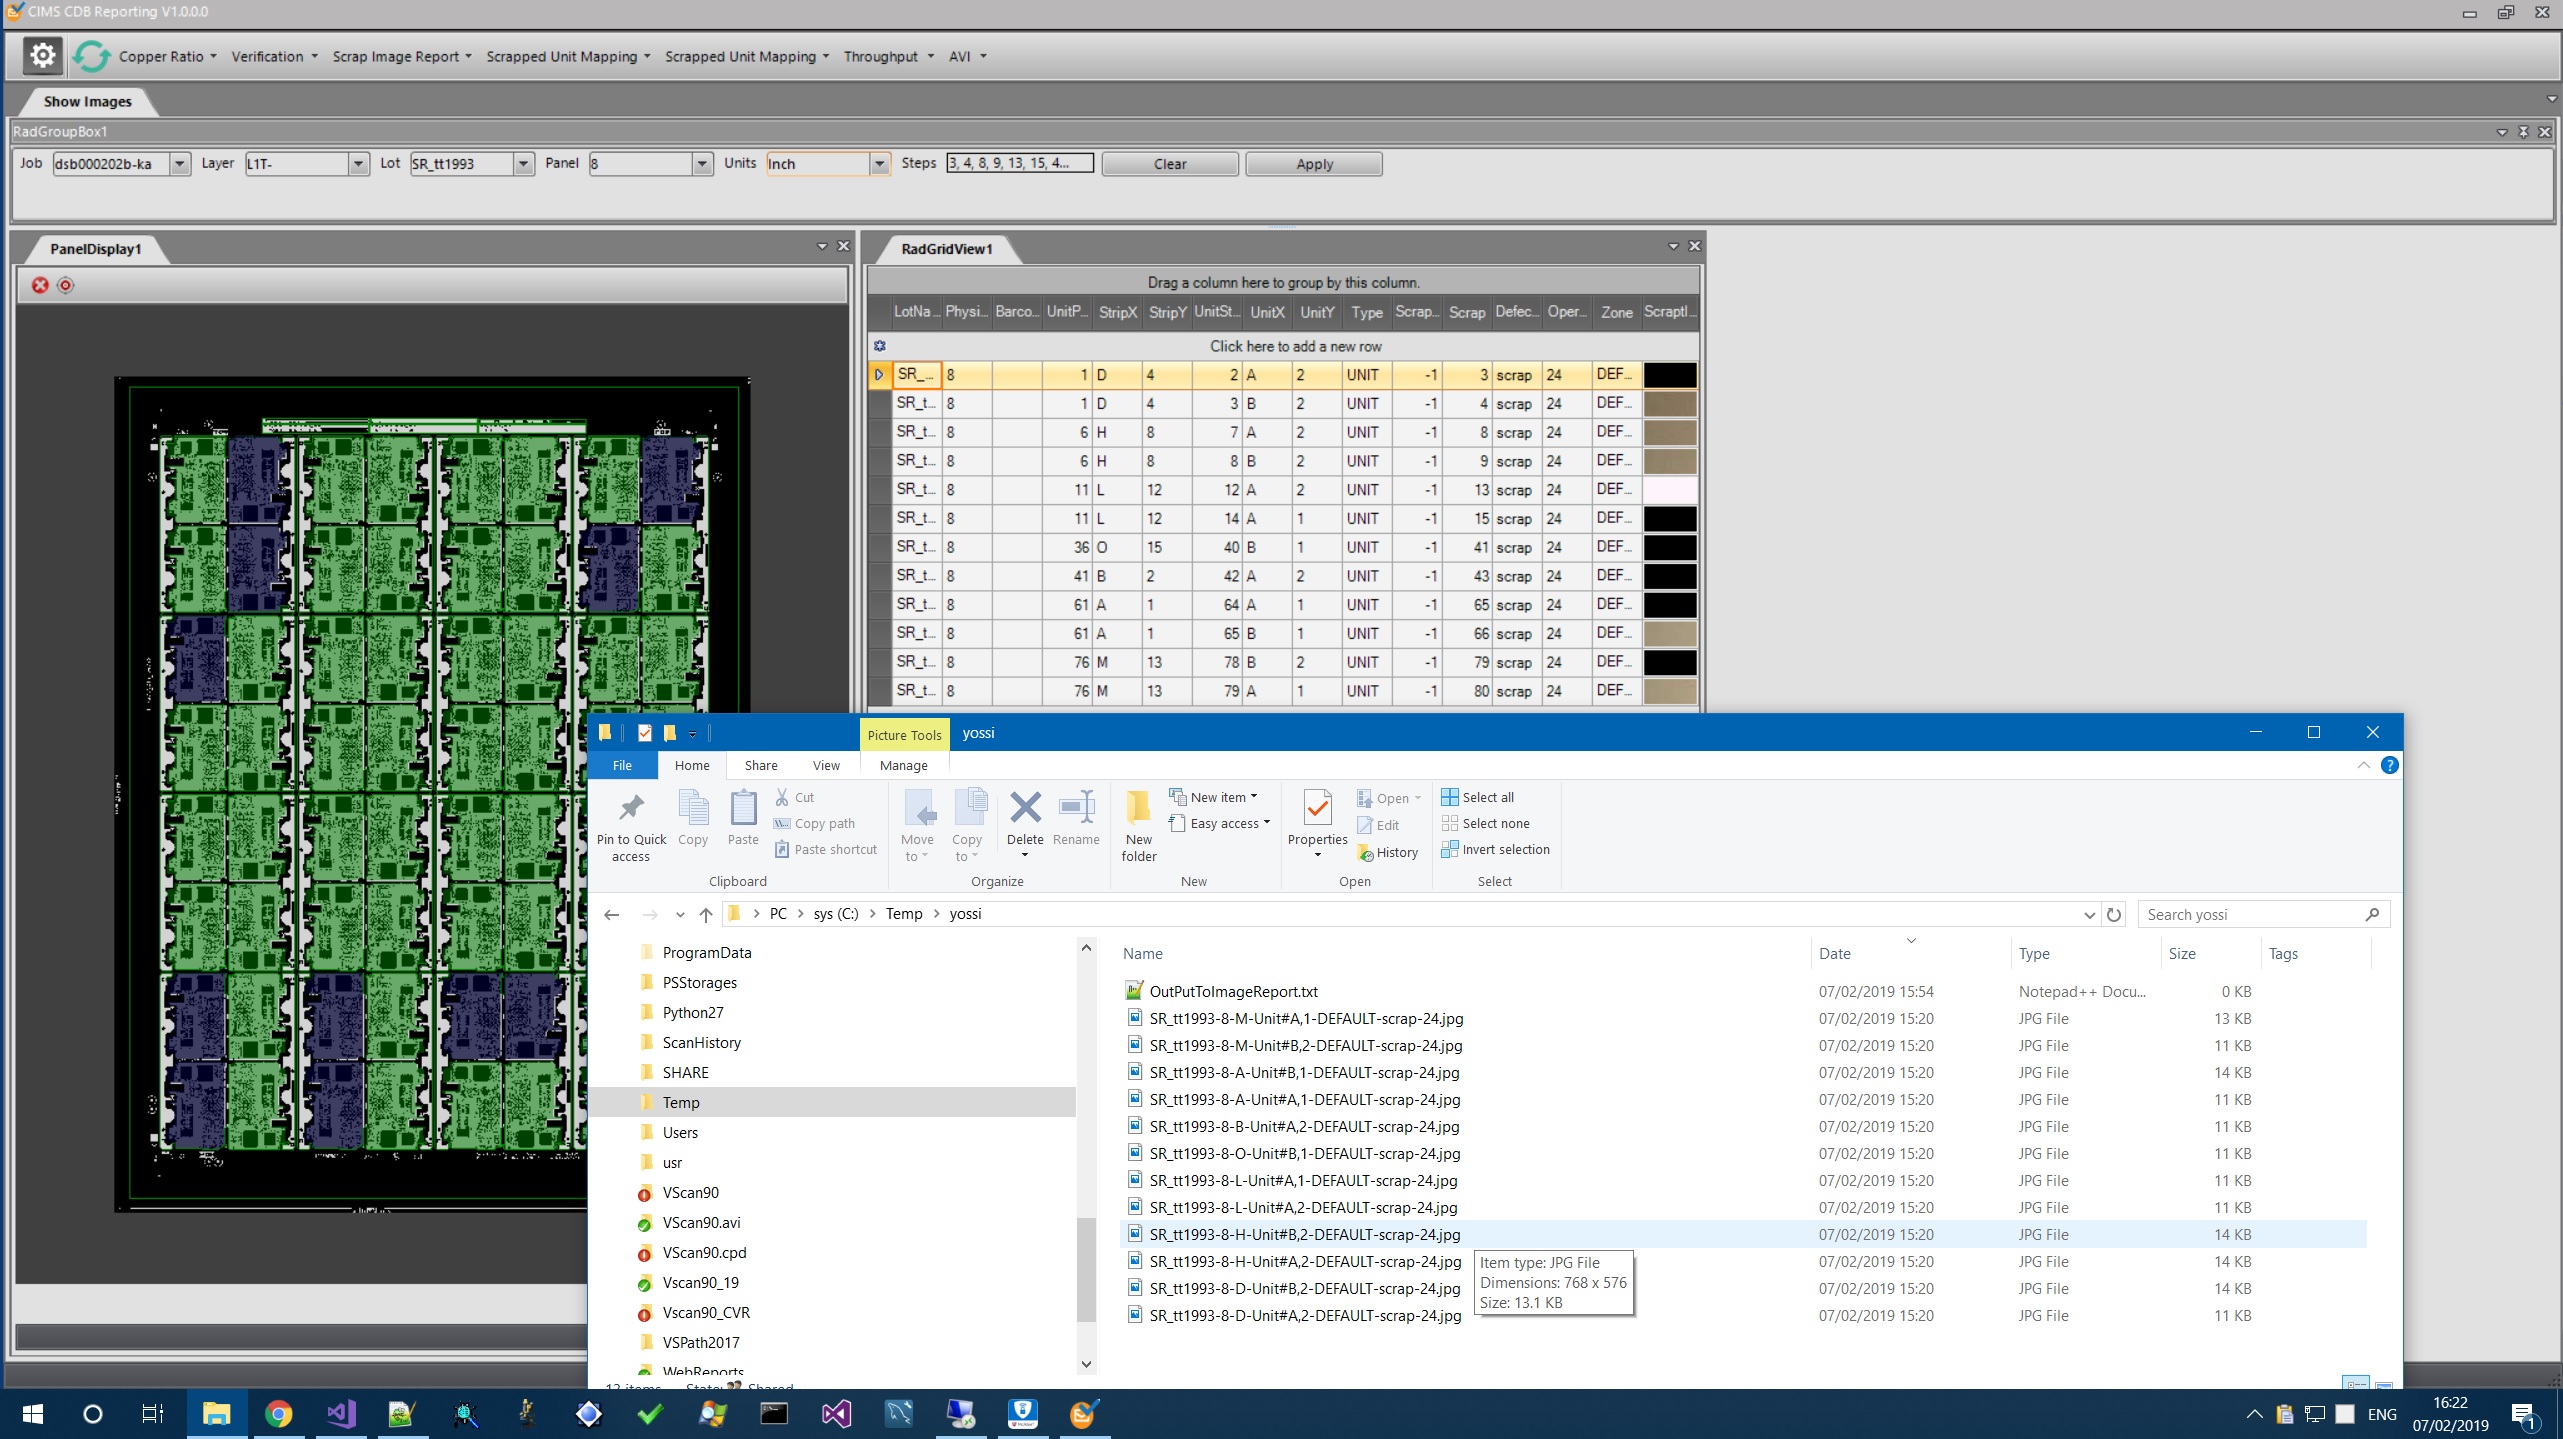 CIMS CDB Reporting V1.0.0.0
Copper Ratio Verification Scrap Image Report Scrapped Unit Mapping Scrapped Unit Mapping Throughput AVI
Show Images
RadGroupBox1
Job dsb000202b-ka Layer L1T- Lot SR_tt1993 Panel 8 Units Inch Steps 3, 4, 8, 9, 13, 15, 4... Clear Apply
PanelDisplay1
RadGridView1
Drag a column here to group by this column.
LotNa... Physi... Barco... UnitP... StripX StripY UnitSt... UnitX UnitY Type Scrap... Scrap Defec... Oper... Zone ScraptI...
Click here to add a new row
SR_... 8 1 D 4 2 A 2 UNIT -1 3 scrap 24 DEF...
SR_t... 8 1 D 4 3 B 2 UNIT -1 4 scrap 24 DEF...
SR_t... 8 6 H 8 7 A 2 UNIT -1 8 scrap 24 DEF...
SR_t... 8 6 H 8 8 B 2 UNIT -1 9 scrap 24 DEF...
SR_t... 8 11 L 12 12 A 2 UNIT -1 13 scrap 24 DEF...
SR_t... 8 11 L 12 14 A 1 UNIT -1 15 scrap 24 DEF...
SR_t... 8 36 O 15 40 B 1 UNIT -1 41 scrap 24 DEF...
SR_t... 8 41 B 2 42 A 2 UNIT -1 43 scrap 24 DEF...
SR_t... 8 61 A 1 64 A 1 UNIT -1 65 scrap 24 DEF...
SR_t... 8 61 A 1 65 B 1 UNIT -1 66 scrap 24 DEF...
SR_t... 8 76 M 13 78 B 2 UNIT -1 79 scrap 24 DEF...
SR_t... 8 76 M 13 79 A 1 UNIT -1 80 scrap 24 DEF...
Picture Tools yossi
File Home Share View Manage
Pin to Quick access
Copy
Paste
Cut
Copy path
Paste shortcut
Clipboard
Move to
Copy to
Delete
Rename
Organize
New folder
New item
Easy access
New
Properties
Open
Edit
History
Open
Select all
Select none
Invert selection
Select
PC sys (C:) Temp yossi
Search yossi
ProgramData
PSStorages
Python27
ScanHistory
SHARE
Temp
Users
usr
VScan90
VScan90.avi
VScan90.cpd
Vscan90_19
Vscan90_CVR
VSPath2017
WebReports
Name Date Type Size Tags
OutPutToImageReport.txt 07/02/2019 15:54 Notepad++ Docu... 0 KB
SR_tt1993-8-M-Unit#A,1-DEFAULT-scrap-24.jpg 07/02/2019 15:20 JPG File 13 KB
SR_tt1993-8-M-Unit#B,2-DEFAULT-scrap-24.jpg 07/02/2019 15:20 JPG File 11 KB
SR_tt1993-8-A-Unit#B,1-DEFAULT-scrap-24.jpg 07/02/2019 15:20 JPG File 14 KB
SR_tt1993-8-A-Unit#A,1-DEFAULT-scrap-24.jpg 07/02/2019 15:20 JPG File 11 KB
SR_tt1993-8-B-Unit#A,2-DEFAULT-scrap-24.jpg 07/02/2019 15:20 JPG File 11 KB
SR_tt1993-8-O-Unit#B,1-DEFAULT-scrap-24.jpg 07/02/2019 15:20 JPG File 11 KB
SR_tt1993-8-L-Unit#A,1-DEFAULT-scrap-24.jpg 07/02/2019 15:20 JPG File 11 KB
SR_tt1993-8-L-Unit#A,2-DEFAULT-scrap-24.jpg 07/02/2019 15:20 JPG File 11 KB
SR_tt1993-8-H-Unit#B,2-DEFAULT-scrap-24.jpg 07/02/2019 15:20 JPG File 14 KB
SR_tt1993-8-H-Unit#A,2-DEFAULT-scrap-24.jpg 07/02/2019 15:20 JPG File 14 KB
SR_tt1993-8-D-Unit#B,2-DEFAULT-scrap-24.jpg 07/02/2019 15:20 JPG File 14 KB
SR_tt1993-8-D-Unit#A,2-DEFAULT-scrap-24.jpg 07/02/2019 15:20 JPG File 11 KB
Item type: JPG File
Dimensions: 768 x 576
Size: 13.1 KB
13 items State: Shared
ENG
16:22
07/02/2019
1